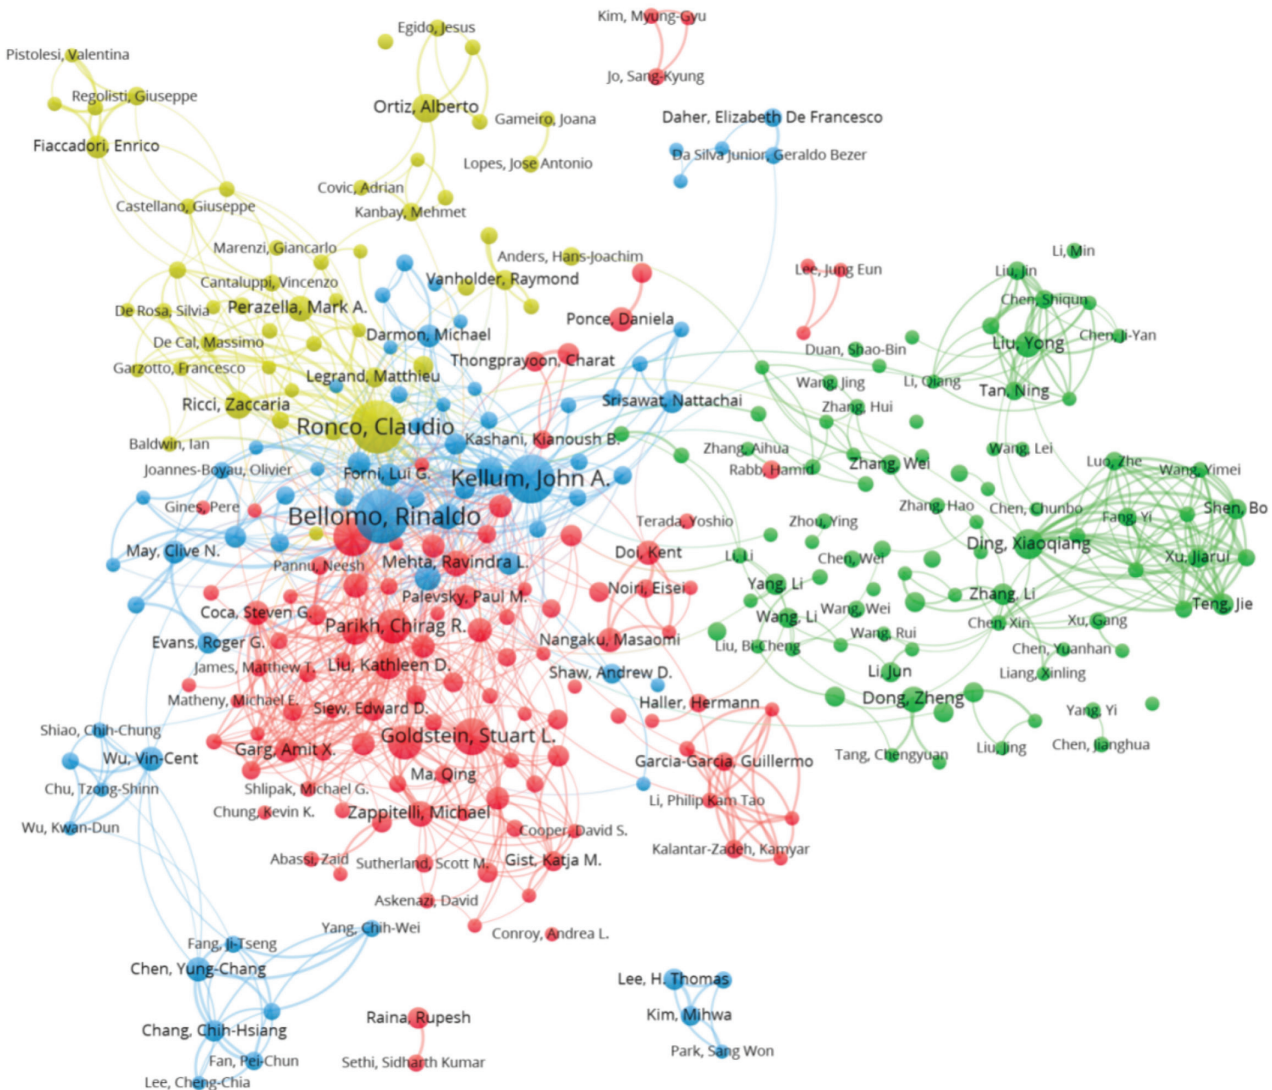 Kim, Myung-Gyu
Egido, Jesus
Pistolesi, Valentina
Jo, Sang-Kyung
Regolisti, Giuseppe
Ortiz, Alberto
Gameiro, Joana
Daher, Elizabeth De Francesco
Fiaccadori, Enrico
Da Silva Junior, Geraldo Bezer
Lopes, Jose Antonio
Covic, Adrian
Castellano, Giuseppe
Kanbay, Mehmet
Marenzi, Giancarlo
Anders, Hans-Joachim
Li, Min
Lee, Jung Eun
Liu, Jin
Cantaluppi, Vincenzo
Vanholder, Raymond
Chen, Shiqun
De Rosa, Silvia
Perazella, Mark A.
Ponce, Daniela
Darmon, Michael
Chen, Ji-Yan
De Cal, Massimo
Liu, Yong
Duan, Shao-Bin
Thongprayoon, Charat
Garzotto, Francesco
Legrand, Matthieu
Wang, Jing
Li, Qiang
Tan, Ning
Srisawat, Nattachai
Ricci, Zaccaria
Zhang, Hui
Ronco, Claudio
Kashani, Kianoush B.
Baldwin, Ian
Zhang, Aihua
Wang, Lei
Joannes-Boyau, Olivier
Forni, Lui G.
Rabb, Hamid
Zhang, Wei
Luo, Zhe
Wang, Yimei
Kellum, John A.
Gines, Pere
Zhang, Hao
Chen, Chunbo
Shen, Bo
Bellomo, Rinaldo
Terada, Yoshio
Zhou, Ying
Fang, Yi
May, Clive N.
Doi, Kent
Li, Li
Chen, Wei
Ding, Xiaoqiang
Xu, Jiarui
Pannu, Neesh
Mehta, Ravindra L.
Noiri, Eisei
Yang, Li
Palevsky, Paul M.
Zhang, Li
Teng, Jie
Coca, Steven G.
Wang, Li
Wang, Wei
Parikh, Chirag R.
Chen, Xin
Xu, Gang
Evans, Roger G.
Nangaku, Masaomi
Liu, Bi-Cheng
Wang, Rui
Chen, Yuanhan
James, Matthew T.
Liu, Kathleen D.
Shaw, Andrew D.
Li, Jun
Liang, Xinling
Matheny, Michael E.
Siew, Edward D.
Haller, Hermann
Dong, Zheng
Yang, Yi
Shiao, Chih-Chung
Goldstein, Stuart L.
Garg, Amit X.
Liu, Jing
Chen, Jianghua
Wu, Vin-Cent
Garcia-Garcia, Guillermo
Tang, Chengyuan
Ma, Qing
Chu, Tzong-Shinn
Shlipak, Michael G.
Li, Philip Kam Tao
Chung, Kevin K.
Zappitelli, Michael
Wu, Kwan-Dun
Cooper, David S.
Kalantar-Zadeh, Kamyar
Abassi, Zaid
Sutherland, Scott M.
Gist, Katja M.
Askenazi, David
Yang, Chih-Wei
Conroy, Andrea L.
Fang, Ji-Tseng
Chen, Yung-Chang
Lee, H. Thomas
Raina, Rupesh
Kim, Mihwa
Chang, Chih-Hsiang
Park, Sang Won
Fan, Pei-Chun
Sethi, Sidharth Kumar
Lee, Cheng-Chia